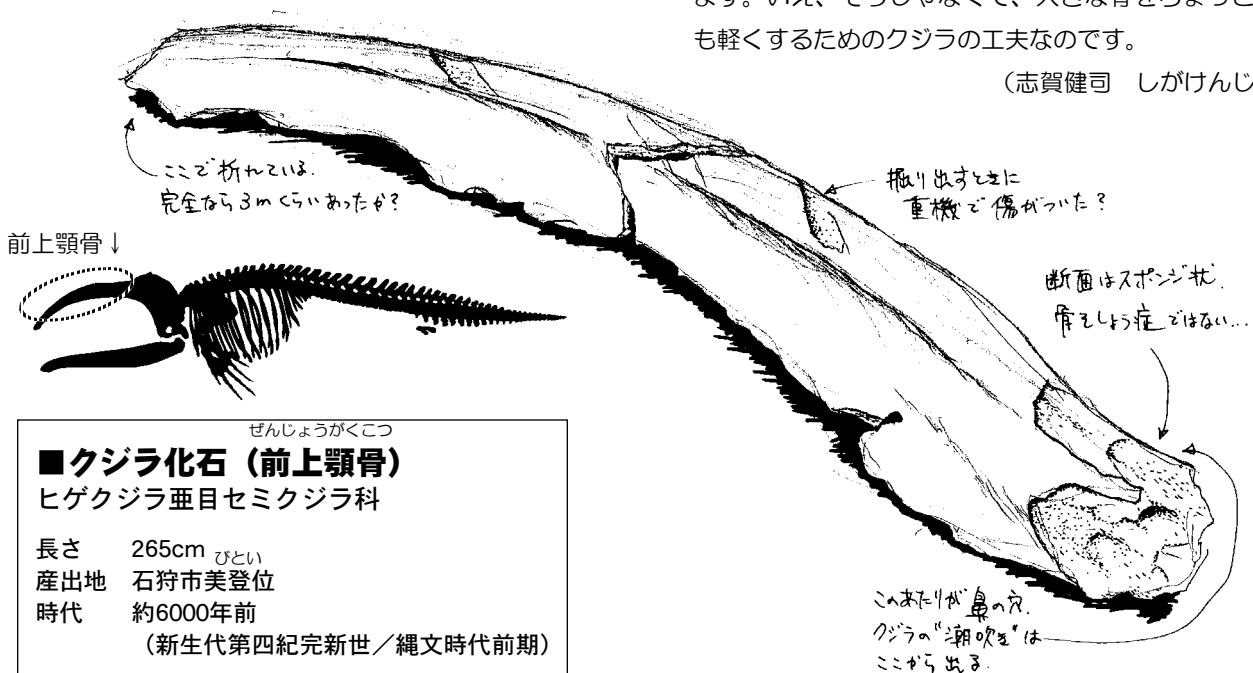 ます。いえ、そうじゃなくて、大きな骨をちょっと
も軽くするためのクジラの工夫なのです。
(志賀健司 しがけんじ
ここで折れている.
完全なら3mくらいあったか?
掘り出すときに
重機で傷がついた?
前上顎骨↓
断面はスポンジ状.
骨そしょう症ではない...
ぜんじょうがくこつ
■クジラ化石(前上顎骨)
ヒゲクジラ亜目セミクジラ科
長さ 265cm
びとい
産出地 石狩市美登位
時代 約6000年前
(新生代第四紀完新世/縄文時代前期)
このあたりが鼻の穴.
クジラの"潮吹き"は
ここから出る.